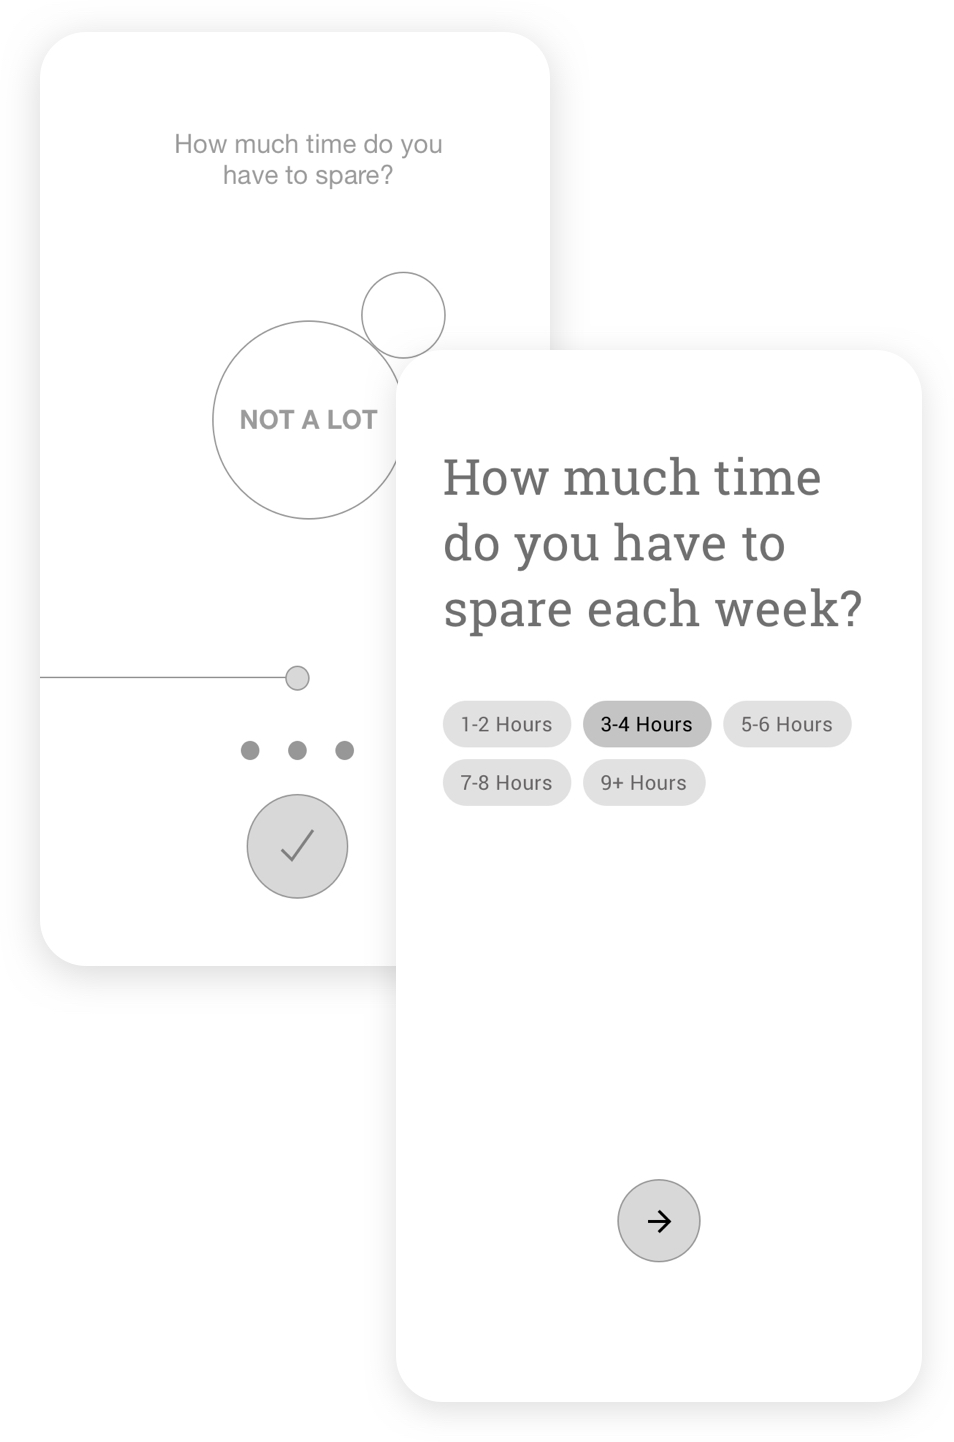 How much time do you
have to spare?
NOT A LOT
How much time
do you have to
spare each week?
1-2 Hours 3-4 Hours 5-6 Hours
7-8 Hours 9+ Hours